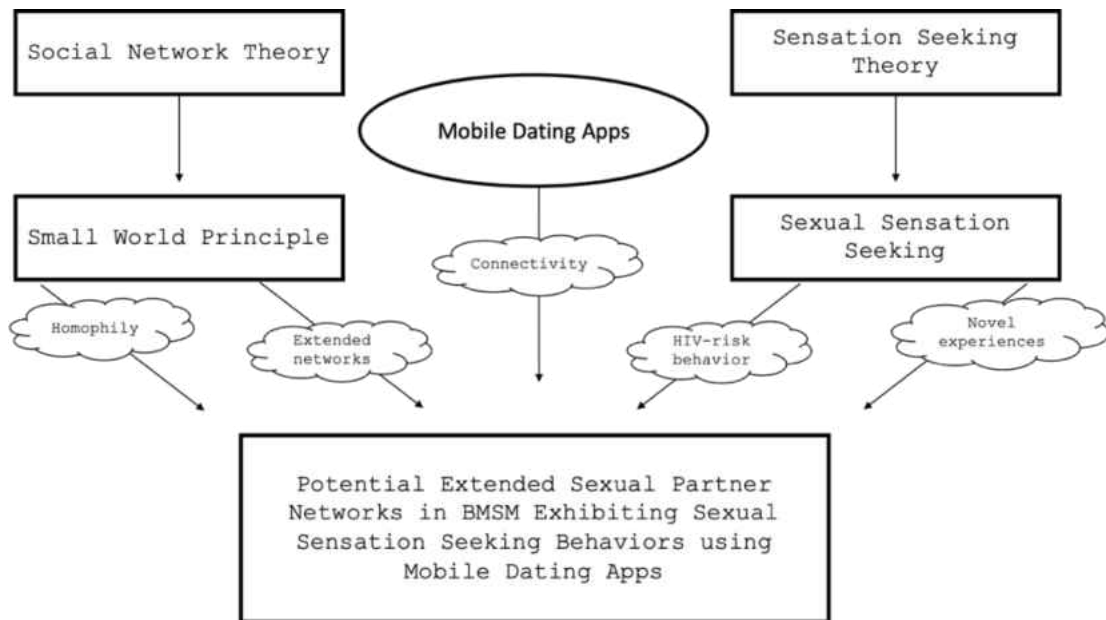 Social Network Theory
Sensation Seeking
Theory
Mobile Dating Apps
Small World Principle
Sexual Sensation
Seeking
Connectivity
Homophily
Extended
networks
HIV-risk
behavior
Novel
experiences
Potential Extended Sexual Partner
Networks in BMSM Exhibiting Sexual
Sensation Seeking Behaviors using
Mobile Dating Apps